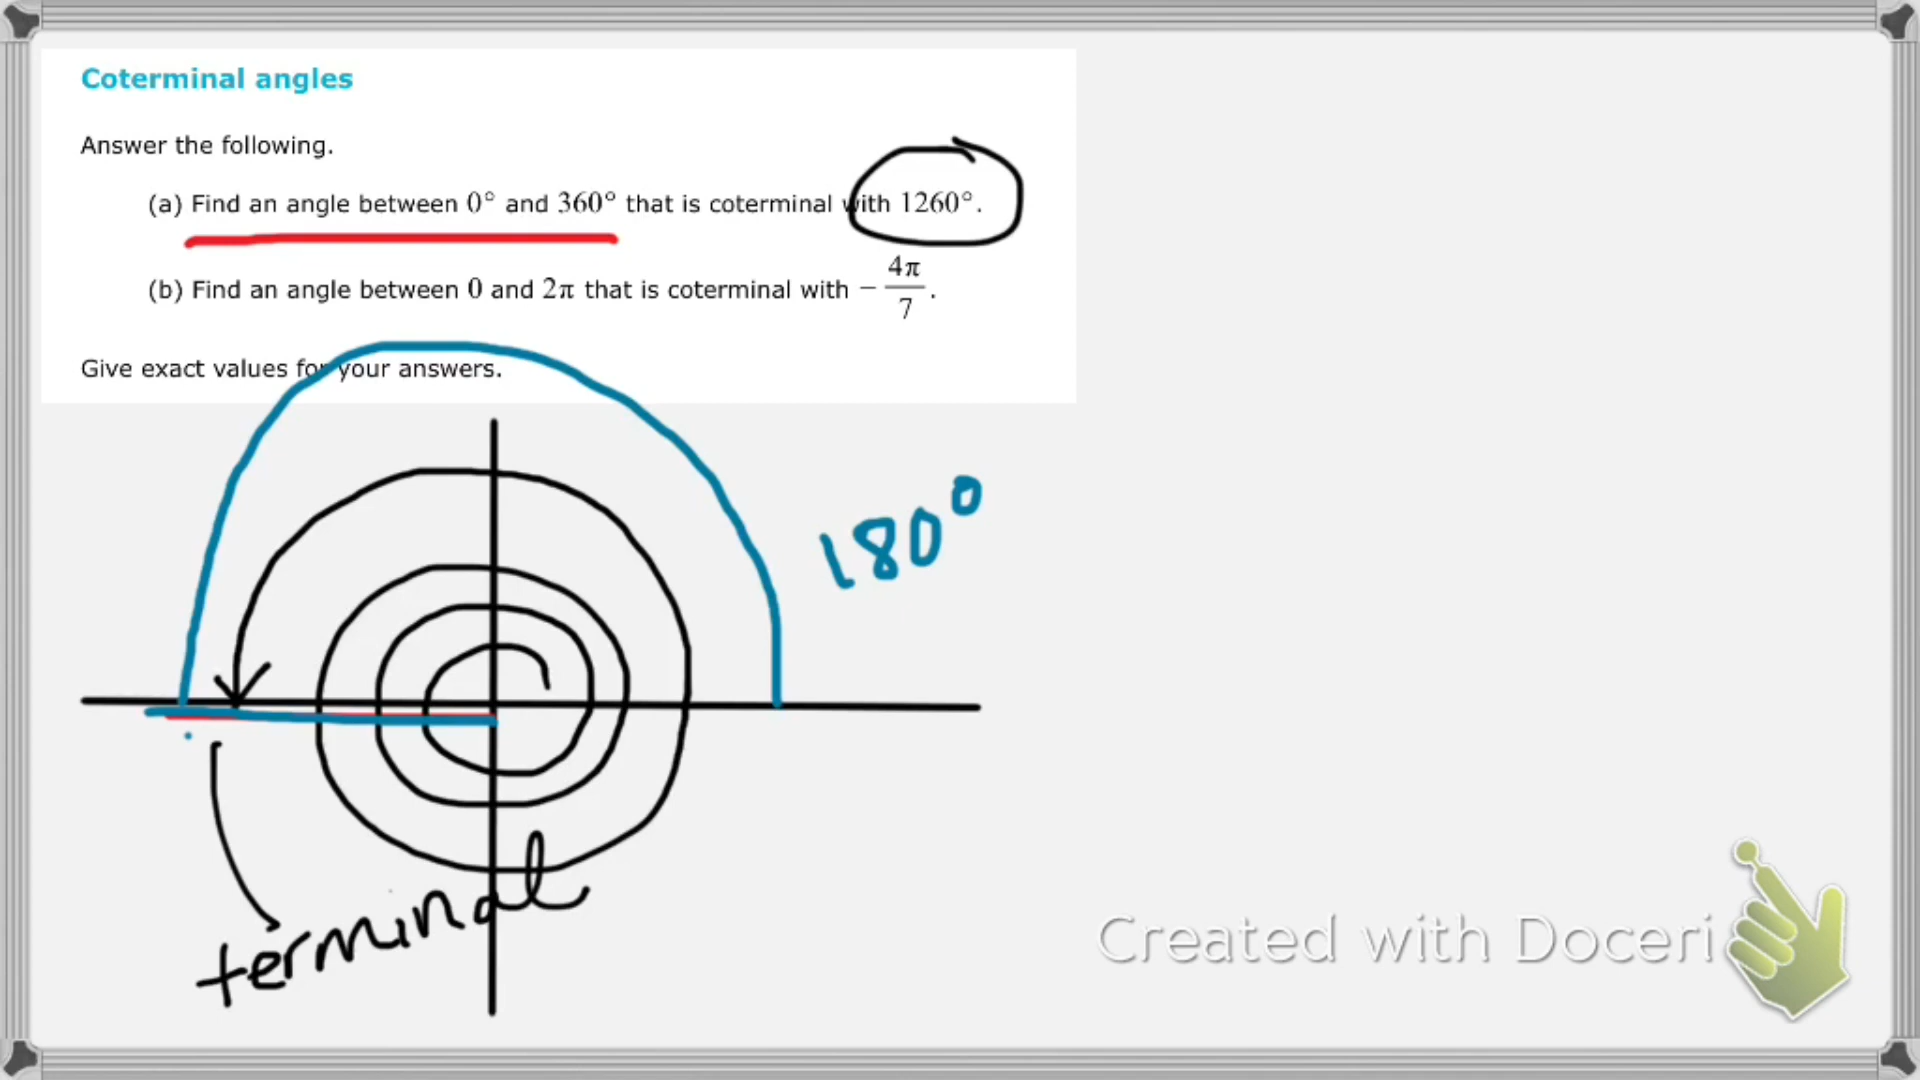 Coterminal angles
Answer the following.
(a) Find an angle between 0° and 360° that is coterminal with 1260°.
(b) Find an angle between 0 and 2π that is coterminal with −4π/7.
Give exact values for your answers.
180°
terminal
Created with Doceri